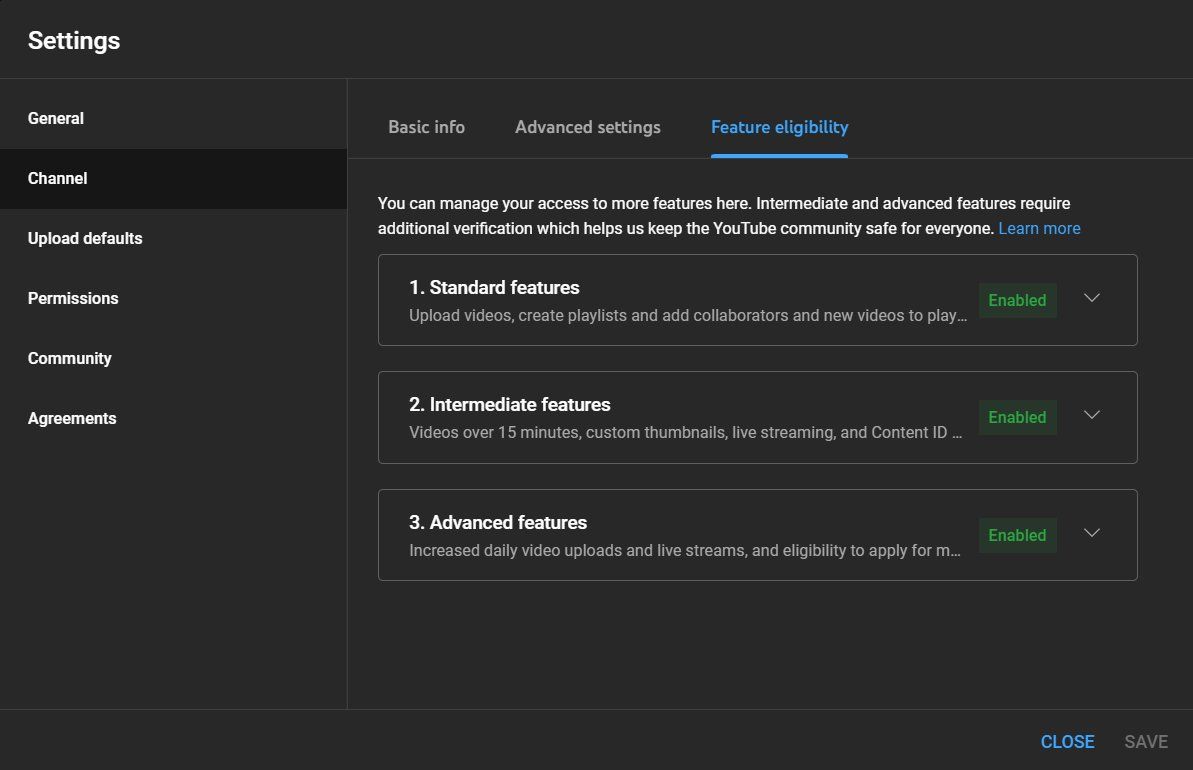 Settings
General
Channel
Upload defaults
Permissions
Community
Agreements
Basic info
Advanced settings
Feature eligibility
You can manage your access to more features here. Intermediate and advanced features require
additional verification which helps us keep the YouTube community safe for everyone. Learn more
1. Standard features
Upload videos, create playlists and add collaborators and new videos to play...
Enabled
2. Intermediate features
Videos over 15 minutes, custom thumbnails, live streaming, and Content ID ...
Enabled
3. Advanced features
Increased daily video uploads and live streams, and eligibility to apply for m...
Enabled
CLOSE
SAVE